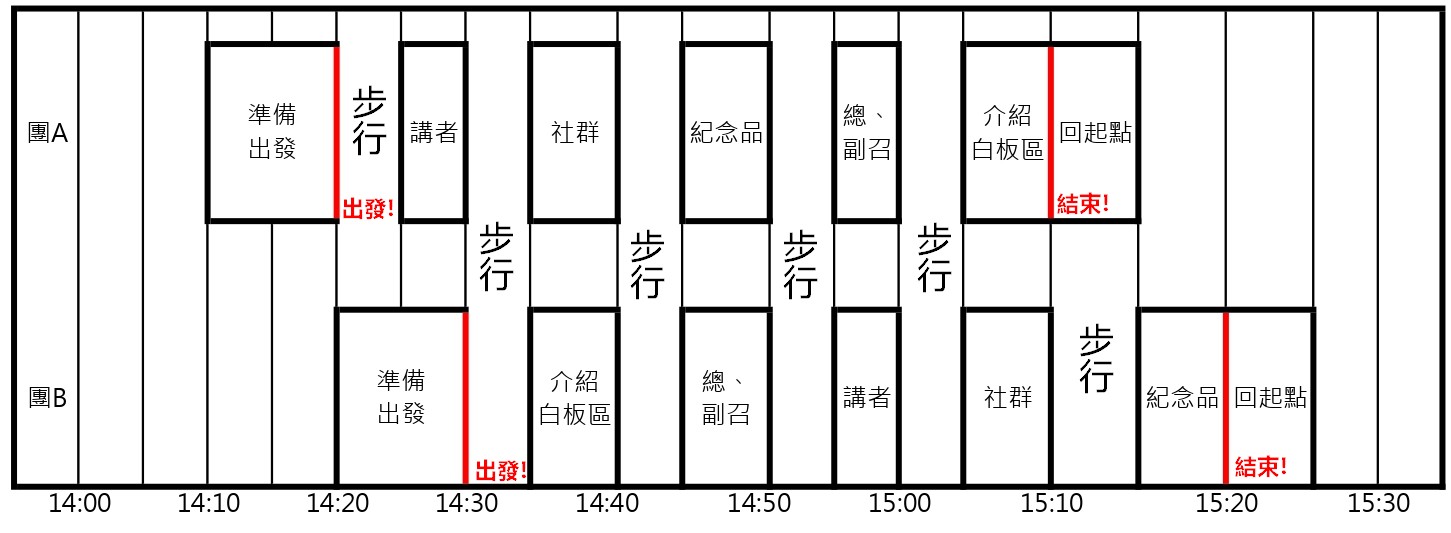 團A
準備
出發
步
行
出發!
講者
步
行
社群
步
行
紀念品
步
行
總、
副召
步
行
介紹
白板區
結束!
回起點
團B
準備
出發
出發!
介紹
白板區
總、
副召
講者
社群
步
行
紀念品
回起點
結束!
14:00
14:10
14:20
14:30
14:40
14:50
15:00
15:10
15:20
15:30